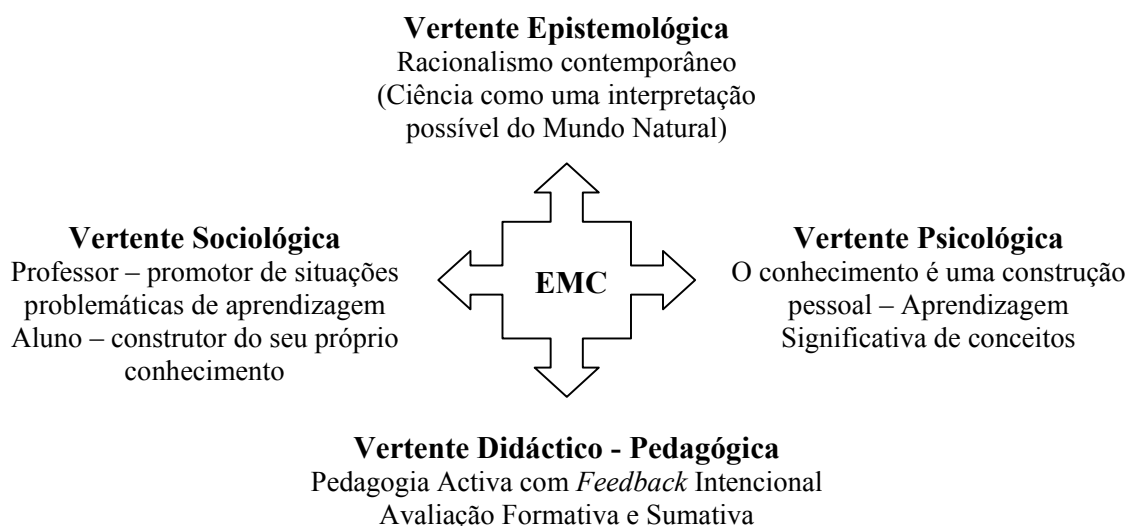 Vertente Epistemológica
Racionalismo contemporâneo
(Ciência como uma interpretação
possível do Mundo Natural)
Vertente Sociológica
Professor – promotor de situações
problemáticas de aprendizagem
Aluno – construtor do seu próprio
conhecimento
EMC
Vertente Psicológica
O conhecimento é uma construção
pessoal – Aprendizagem
Significativa de conceitos
Vertente Didáctico - Pedagógica
Pedagogia Activa com Feedback Intencional
Avaliação Formativa e Sumativa